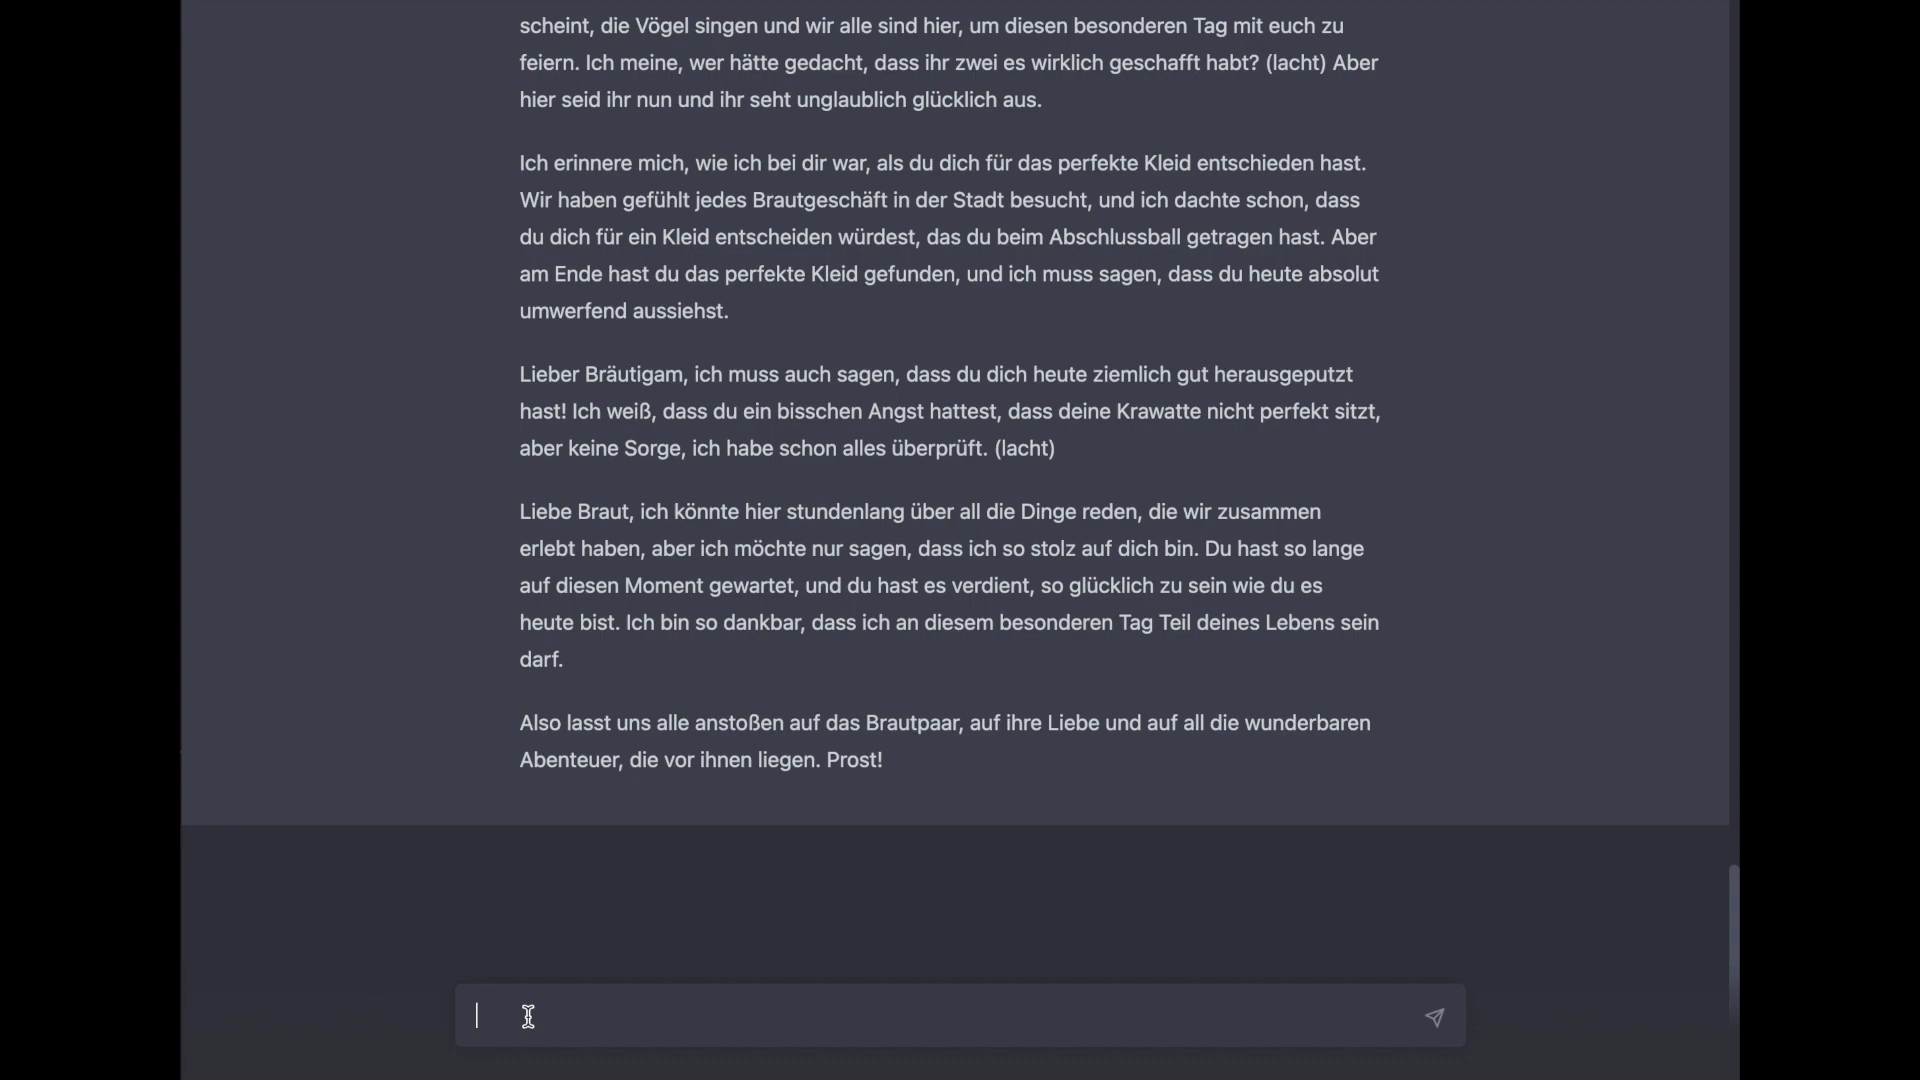 scheint, die Vögel singen und wir alle sind hier, um diesen besonderen Tag mit euch zu
feiern. Ich meine, wer hätte gedacht, dass ihr zwei es wirklich geschafft habt? (lacht) Aber
hier seid ihr nun und ihr seht unglaublich glücklich aus.
Ich erinnere mich, wie ich bei dir war, als du dich für das perfekte Kleid entschieden hast.
Wir haben gefühlt jedes Brautgeschäft in der Stadt besucht, und ich dachte schon, dass
du dich für ein Kleid entscheiden würdest, das du beim Abschlussball getragen hast. Aber
am Ende hast du das perfekte Kleid gefunden, und ich muss sagen, dass du heute absolut
umwerfend aussiehst.
Lieber Bräutigam, ich muss auch sagen, dass du dich heute ziemlich gut herausgeputzt
hast! Ich weiß, dass du ein bisschen Angst hattest, dass deine Krawatte nicht perfekt sitzt,
aber keine Sorge, ich habe schon alles überprüft. (lacht)
Liebe Braut, ich könnte hier stundenlang über all die Dinge reden, die wir zusammen
erlebt haben, aber ich möchte nur sagen, dass ich so stolz auf dich bin. Du hast so lange
auf diesen Moment gewartet, und du hast es verdient, so glücklich zu sein wie du es
heute bist. Ich bin so dankbar, dass ich an diesem besonderen Tag Teil deines Lebens sein
darf.
Also lasst uns alle anstoßen auf das Brautpaar, auf ihre Liebe und auf all die wunderbaren
Abenteuer, die vor ihnen liegen. Prost!